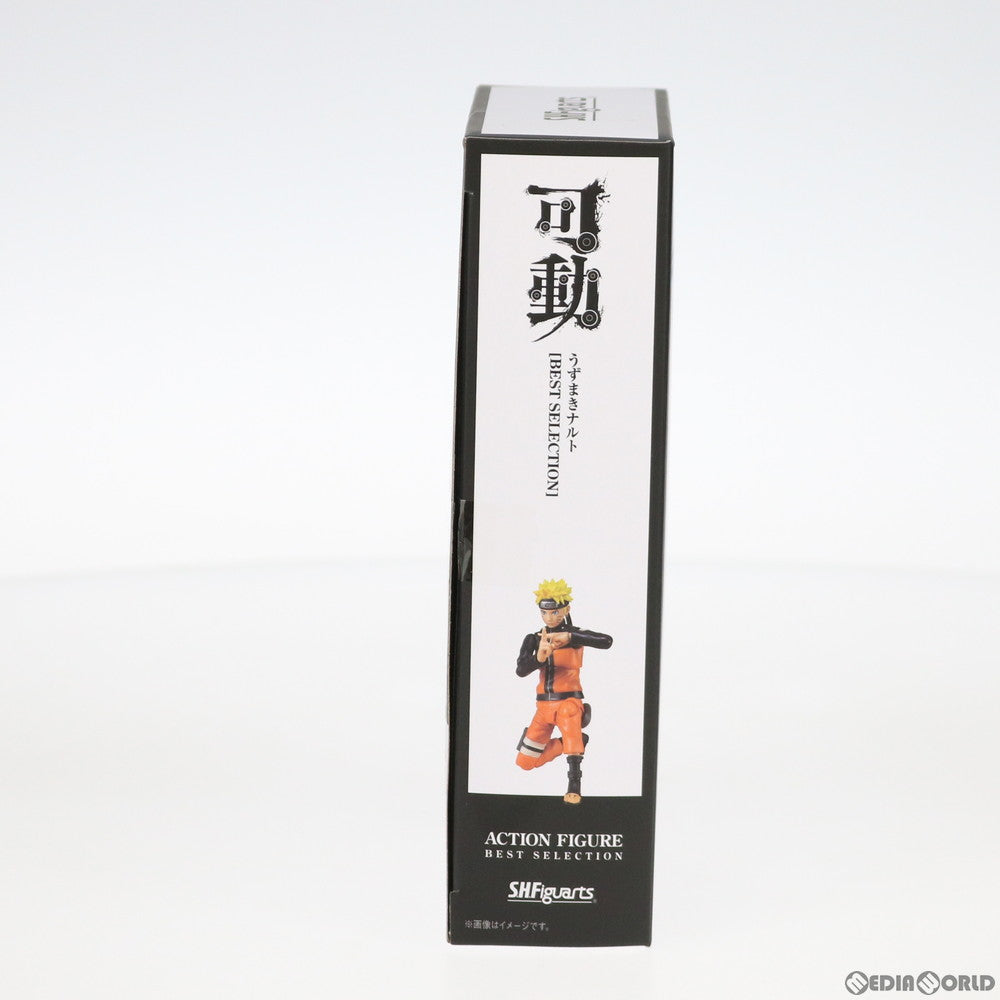 S.H.Figuarts
可動
うずまきナルト
[BEST SELECTION]
ACTION FIGURE
BEST SELECTION
S.H.Figuarts
※画像はイメージです。
MEDIAWORLD